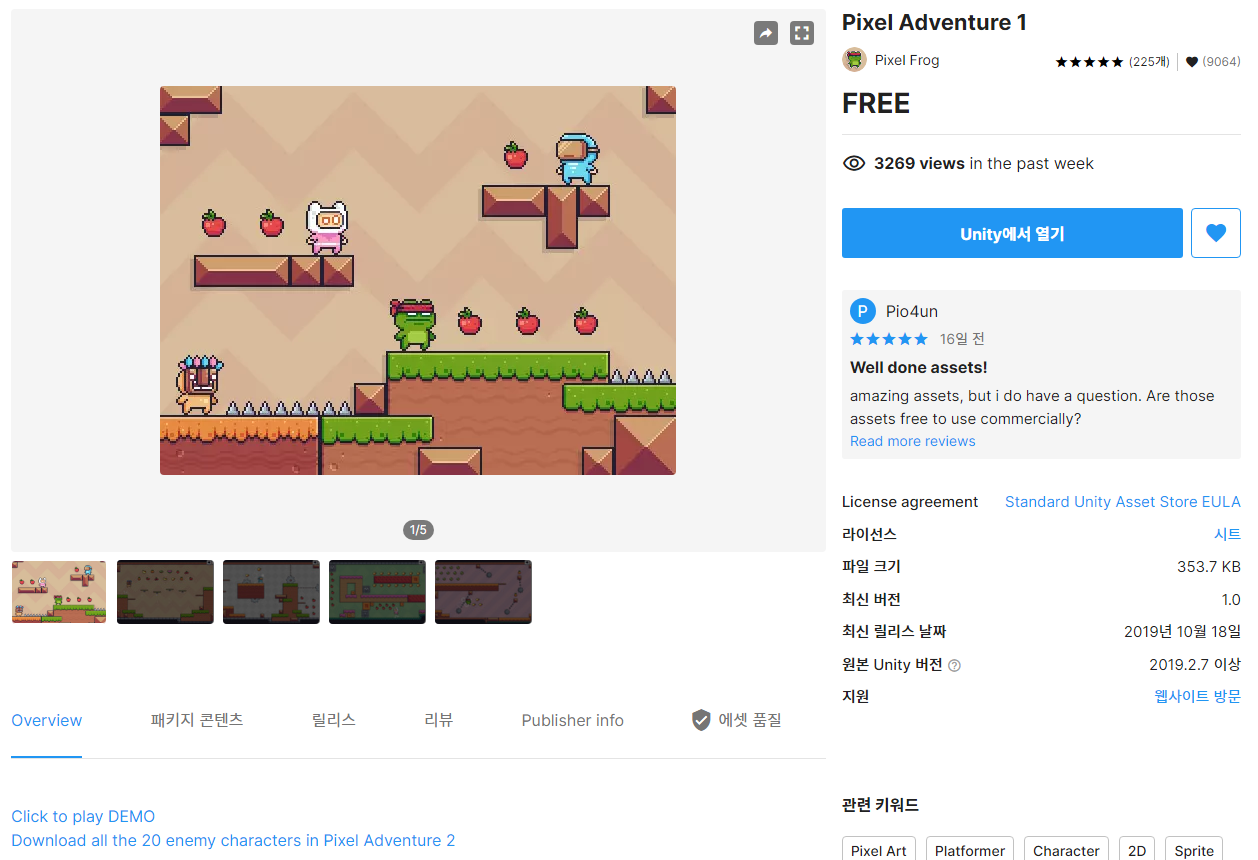 Pixel Adventure 1
Pixel Frog
(225개)
(9064)
FREE
3269 views in the past week
Unity에서 열기
P
Pio4un
16일 전
Well done assets!
amazing assets, but i do have a question. Are those
assets free to use commercially?
Read more reviews
License agreement Standard Unity Asset Store EULA
라이선스 시트
파일 크기 353.7 KB
최신 버전 1.0
최신 릴리스 날짜 2019년 10월 18일
원본 Unity 버전 ? 2019.2.7 이상
지원 웹사이트 방문
관련 키워드
Pixel Art Platformer Character 2D Sprite
1/5
Overview 패키지 콘텐츠 릴리스 리뷰 Publisher info 에셋 품질
Click to play DEMO
Download all the 20 enemy characters in Pixel Adventure 2